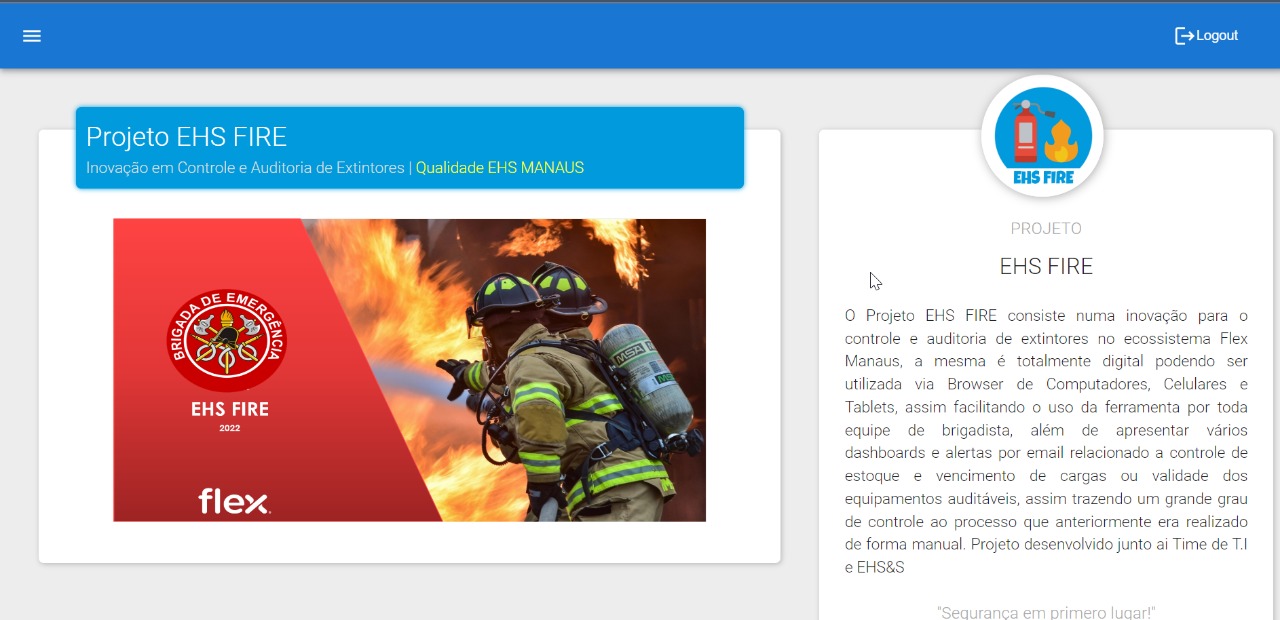 Logout
Projeto EHS FIRE
Inovação em Controle e Auditoria de Extintores | Qualidade EHS MANAUS
BRIGADA DE EMERGÊNCIA
EHS FIRE
2022
flex.
MSA
MSA
EHS FIRE
PROJETO
EHS FIRE
O Projeto EHS FIRE consiste numa inovação para o
controle e auditoria de extintores no ecossistema Flex
Manaus, a mesma é totalmente digital podendo ser
utilizada via Browser de Computadores, Celulares e
Tablets, assim facilitando o uso da ferramenta por toda
equipe de brigadista, além de apresentar vários
dashboards e alertas por email relacionado a controle de
estoque e vencimento de cargas ou validade dos
equipamentos auditáveis, assim trazendo um grande grau
de controle ao processo que anteriormente era realizado
de forma manual. Projeto desenvolvido junto ai Time de T.I
e EHS&S
"Segurança em primero lugar!"